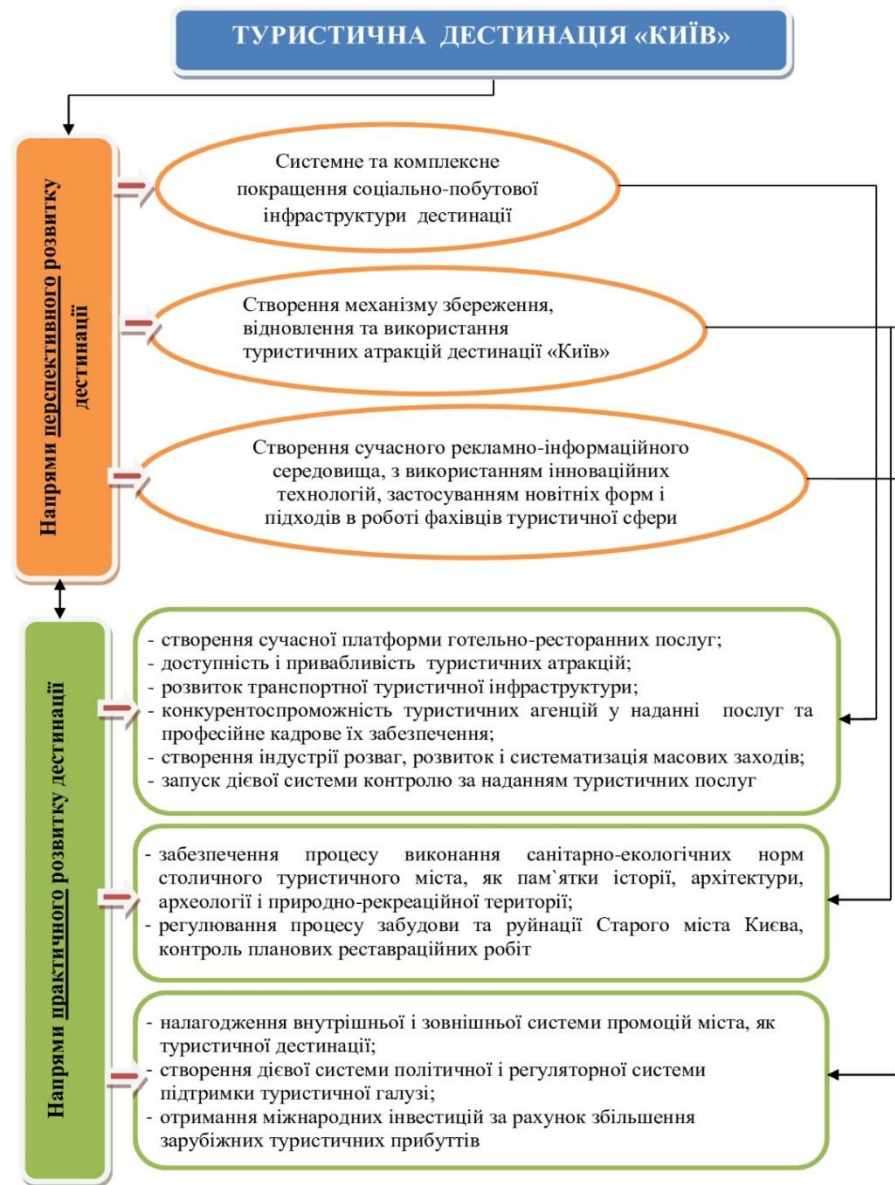 ТУРИСТИЧНА ДЕСТИНАЦІЯ «КИЇВ»
Напрями перспективного розвитку
дестинації
Системне та комплексне
покращення соціально-побутової
інфраструктури дестинації
Створення механізму збереження,
відновлення та використання
туристичних атракцій дестинації «Київ»
Створення сучасного рекламно-інформаційного
середовища, з використанням інноваційних
технологій, застосуванням новітніх форм і
підходів в роботі фахівців туристичної сфери
Напрями практичного розвитку дестинації
- створення сучасної платформи готельно-ресторанних послуг;
- доступність і привабливість туристичних атракцій;
- розвиток транспортної туристичної інфраструктури;
- конкурентоспроможність туристичних агенцій у наданні послуг та
професійне кадрове їх забезпечення;
- створення індустрії розваг, розвиток і систематизація масових заходів;
- запуск дієвої системи контролю за наданням туристичних послуг
- забезпечення процесу виконання санітарно-екологічних норм
столичного туристичного міста, як пам`ятки історії, архітектури,
археології і природно-рекреаційної території;
- регулювання процесу забудови та руйнації Старого міста Києва,
контроль планових реставраційних робіт
- налагодження внутрішньої і зовнішньої системи промоцій міста, як
туристичної дестинації;
- створення дієвої системи політичної і регуляторної системи
підтримки туристичної галузі;
- отримання міжнародних інвестицій за рахунок збільшення
зарубіжних туристичних прибуттів